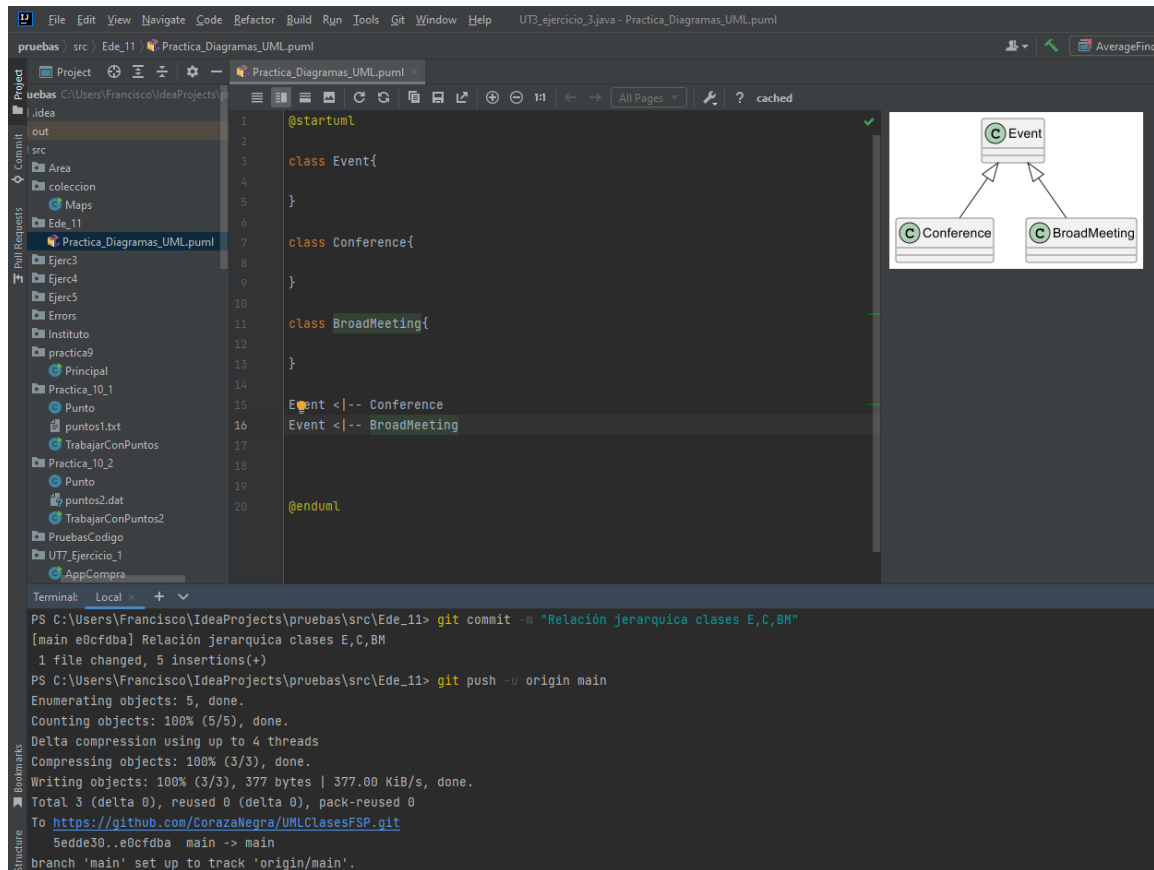 File Edit View Navigate Code Refactor Build Run Tools Git Window Help UT3_ejercicio_3.java - Practica_Diagramas_UML.puml
pruebas src Ede_11 Practica_Diagramas_UML.puml
AverageFind
Project
Practica_Diagramas_UML.puml
Project
uebas C:\Users\Francisco\IdeaProjects\p
1:1 All Pages ? cached
.idea
out
src
Area
coleccion
Maps
Ede_11
Practica_Diagramas_UML.puml
Ejerc3
Ejerc4
Ejerc5
Errors
Instituto
practica9
Principal
Practica_10_1
Punto
puntos1.txt
TrabajarConPuntos
Practica_10_2
Punto
puntos2.dat
TrabajarConPuntos2
PruebasCodigo
UT7_Ejercicio_1
AppCompra
Commit
Pull Requests
1 @startuml
2
3 class Event{
4
5 }
6
7 class Conference{
8
9 }
10
11 class BroadMeeting{
12
13 }
14
15 Event <|-- Conference
16 Event <|-- BroadMeeting
17
18
19
20 @enduml
C Event
C Conference
C BroadMeeting
Terminal: Local
PS C:\Users\Francisco\IdeaProjects\pruebas\src\Ede_11> git commit -m "Relación jerarquica clases E,C,BM"
[main e0cfdba] Relación jerarquica clases E,C,BM
1 file changed, 5 insertions(+)
PS C:\Users\Francisco\IdeaProjects\pruebas\src\Ede_11> git push -u origin main
Enumerating objects: 5, done.
Counting objects: 100% (5/5), done.
Delta compression using up to 4 threads
Compressing objects: 100% (3/3), done.
Writing objects: 100% (3/3), 377 bytes | 377.00 KiB/s, done.
Total 3 (delta 0), reused 0 (delta 0), pack-reused 0
To https://github.com/CorazaNegra/UMLClasesFSP.git
5edde30..e0cfdba main -> main
branch 'main' set up to track 'origin/main'.
Bookmarks
Structure